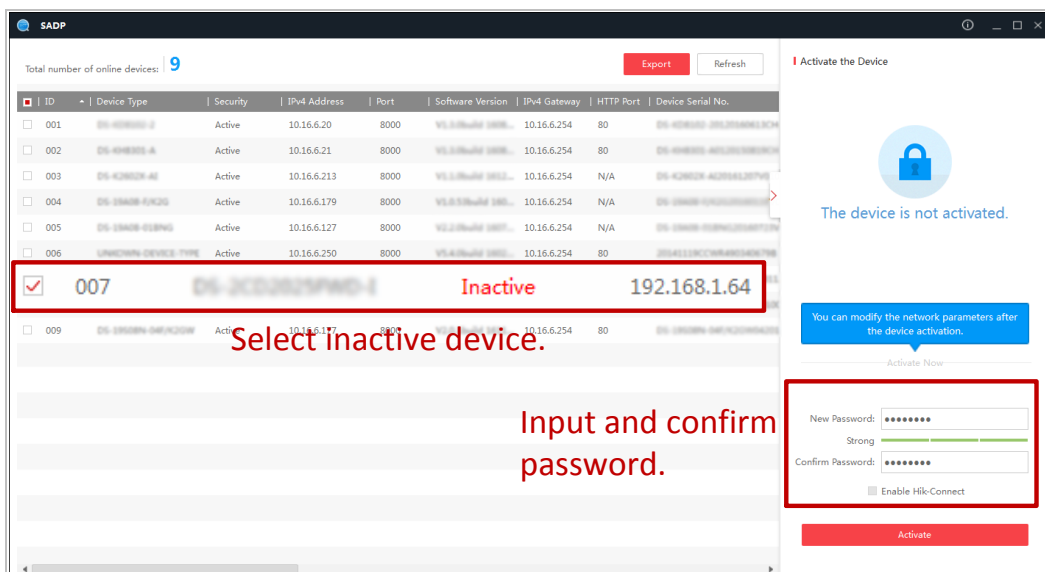 SADP
Total number of online devices: 9
Export
Refresh
ID Device Type Security IPv4 Address Port Software Version IPv4 Gateway HTTP Port Device Serial No.
001 Active 10.16.6.20 8000 10.16.6.254 80
002 Active 10.16.6.21 8000 10.16.6.254 80
003 Active 10.16.6.213 8000 10.16.6.254 N/A
004 Active 10.16.6.179 8000 10.16.6.254 N/A
005 Active 10.16.6.127 8000 10.16.6.254 N/A
006 Active 10.16.6.250 8000 10.16.6.254 80
007 Inactive 192.168.1.64
009 Active 8000 10.16.6.254 80
Select inactive device.
Input and confirm
password.
Activate the Device
The device is not activated.
You can modify the network parameters after
the device activation.
Activate Now
New Password: ●●●●●●●●
Strong
Confirm Password: ●●●●●●●●
Enable Hik-Connect
Activate